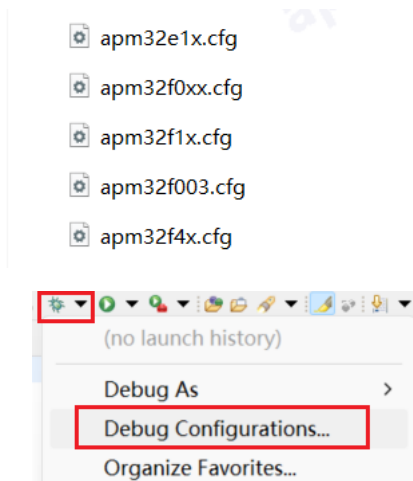 apm32e1x.cfg
apm32f0xx.cfg
apm32f1x.cfg
apm32f003.cfg
apm32f4x.cfg
(no launch history)
Debug As
Debug Configurations...
Organize Favorites...